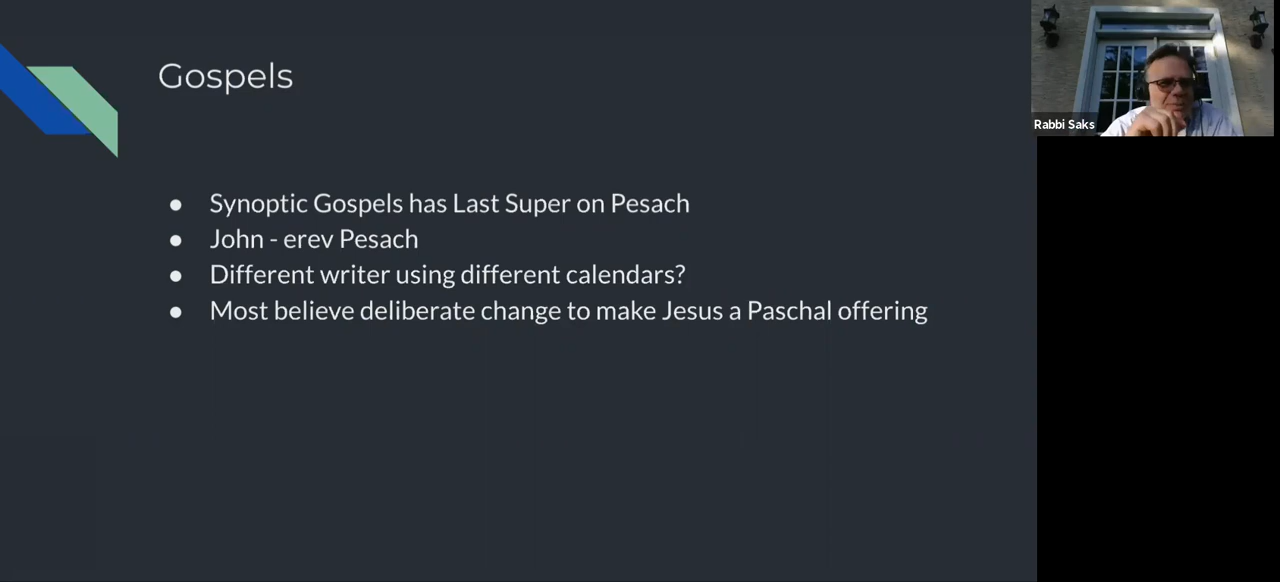 Gospels
Synoptic Gospels has Last Super on Pesach
John - erev Pesach
Different writer using different calendars?
Most believe deliberate change to make Jesus a Paschal offering
Rabbi Saks